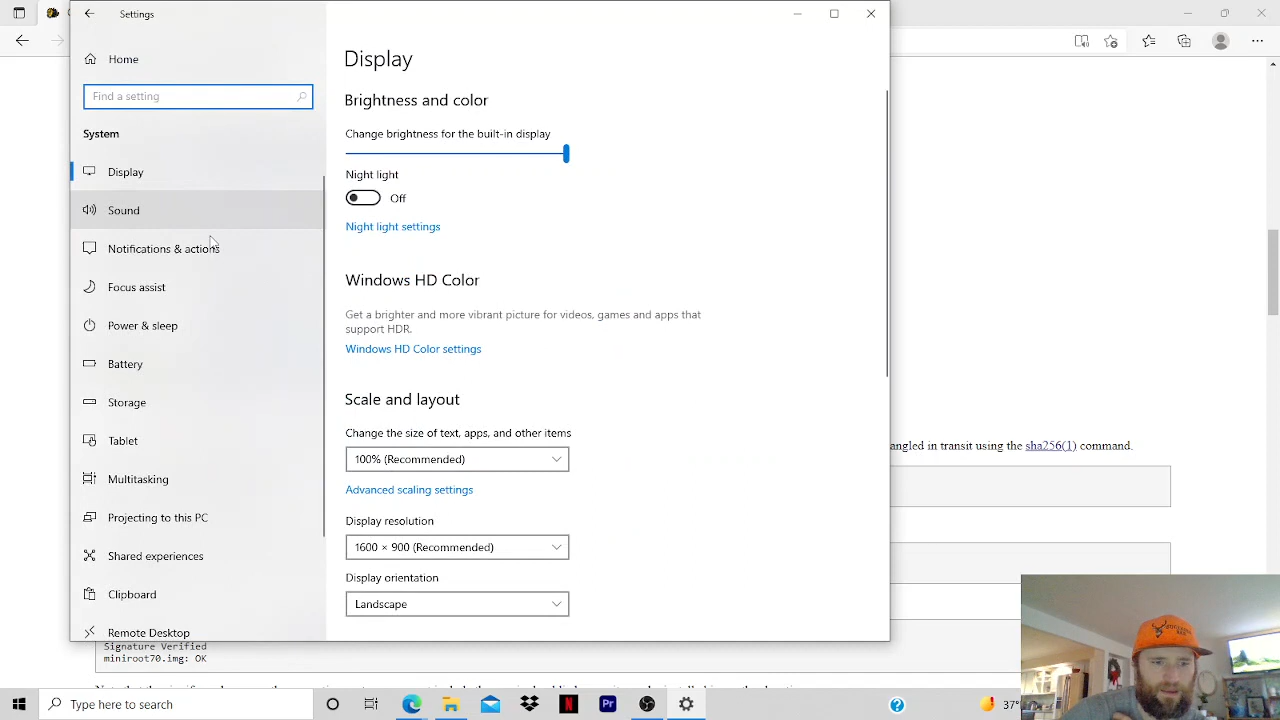 Settings
Home
Find a setting
System
Display
Sound
Notifications & actions
Focus assist
Power & sleep
Battery
Storage
Tablet
Multitasking
Projecting to this PC
Shared experiences
Clipboard
Remote Desktop
Display
Brightness and color
Change brightness for the built-in display
Night light
Off
Night light settings
Windows HD Color
Get a brighter and more vibrant picture for videos, games and apps that
support HDR.
Windows HD Color settings
Scale and layout
Change the size of text, apps, and other items
100% (Recommended)
Advanced scaling settings
Display resolution
1600 × 900 (Recommended)
Display orientation
Landscape
angled in transit using the sha256(1) command.
Signature Verified
miniroot70.img: OK
Type here to search
N
Pr
?
37°